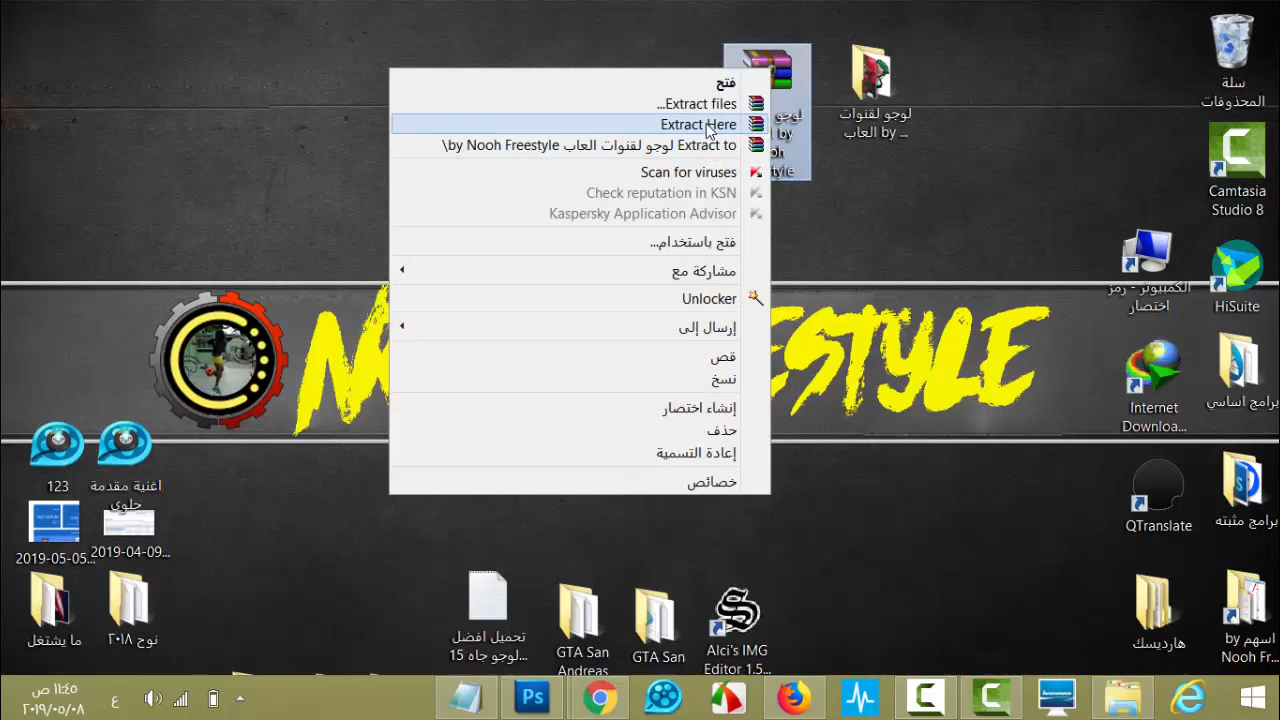 فتح
Extract files...
Extract Here
Extract to لوجو لقنوات العاب by Nooh Freestyle\
Scan for viruses
Check reputation in KSN
Kaspersky Application Advisor
فتح باستخدام...
مشاركة مع
Unlocker
إرسال إلى
قص
نسخ
إنشاء اختصار
حذف
إعادة التسمية
خصائص
لوجو لقنوات
العاب by ...
سلة
المحذوفات
Camtasia
Studio 8
الكمبيوتر - رمز
اختصار
HiSuite
Internet
Downloa...
برامج اساسي
QTranslate
برامج مثبته
هارديسك
اسهم by
Nooh Fr...
123
اغنية مقدمة
حلوي
2019-05-05...
2019-04-09...
ما يشتغل
نوح ٢٠١٨
تحميل افضل
15 لوجو جاه...
GTA San
Andreas
GTA San
Alci's IMG
Editor 1.5...
ESTYLE
Ps
ع
١١:٤٥ ص
٢٠١٩/٠٥/٠٨